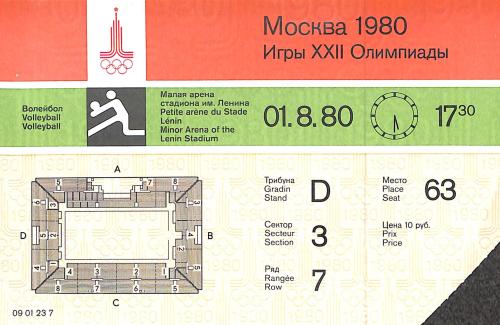 Москва 1980
Игры XXII Олимпиады
Волейбол
Volleyball
Volleyball
Малая арена
стадиона им. Ленина
Petite arène du Stade
Lénin
Minor Arena of the
Lenin Stadium
01.8.80
17 30
A
D
B
C
Трибуна
Gradin
Stand
D
Место
Place
Seat
63
Сектор
Secteur
Section
3
Цена 10 руб.
Prix
Price
Ряд
Rangée
Row
7
09 01 23 7